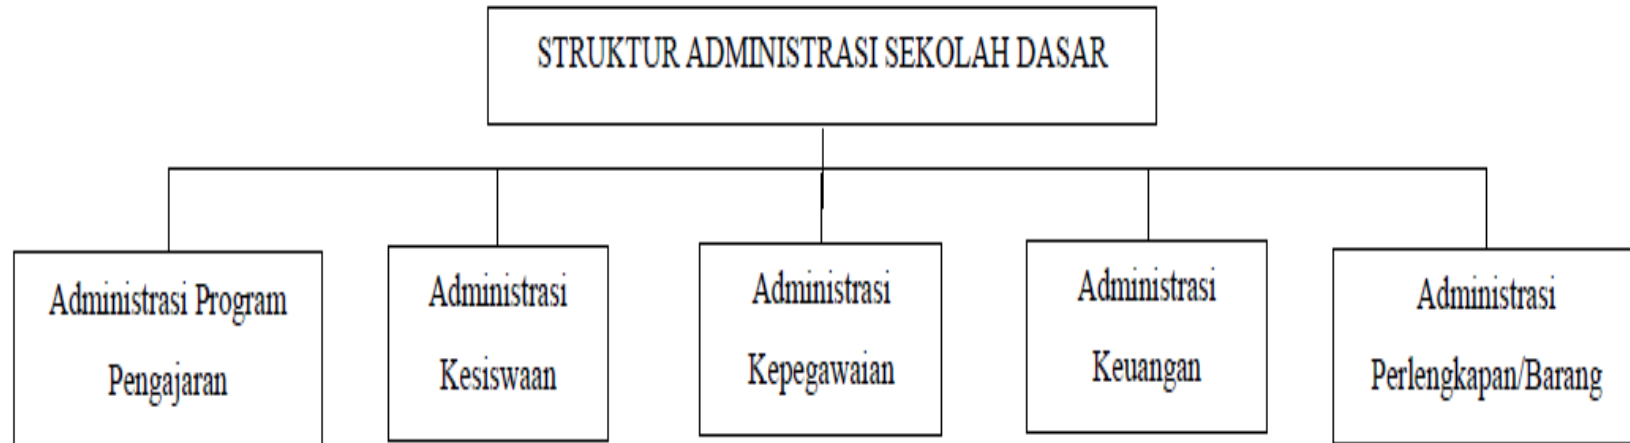 STRUKTUR ADMINISTRASI SEKOLAH DASAR
Administrasi Program
Pengajaran
Administrasi
Kesiswaan
Administrasi
Kepegawaian
Administrasi
Keuangan
Administrasi
Perlengkapan/Barang